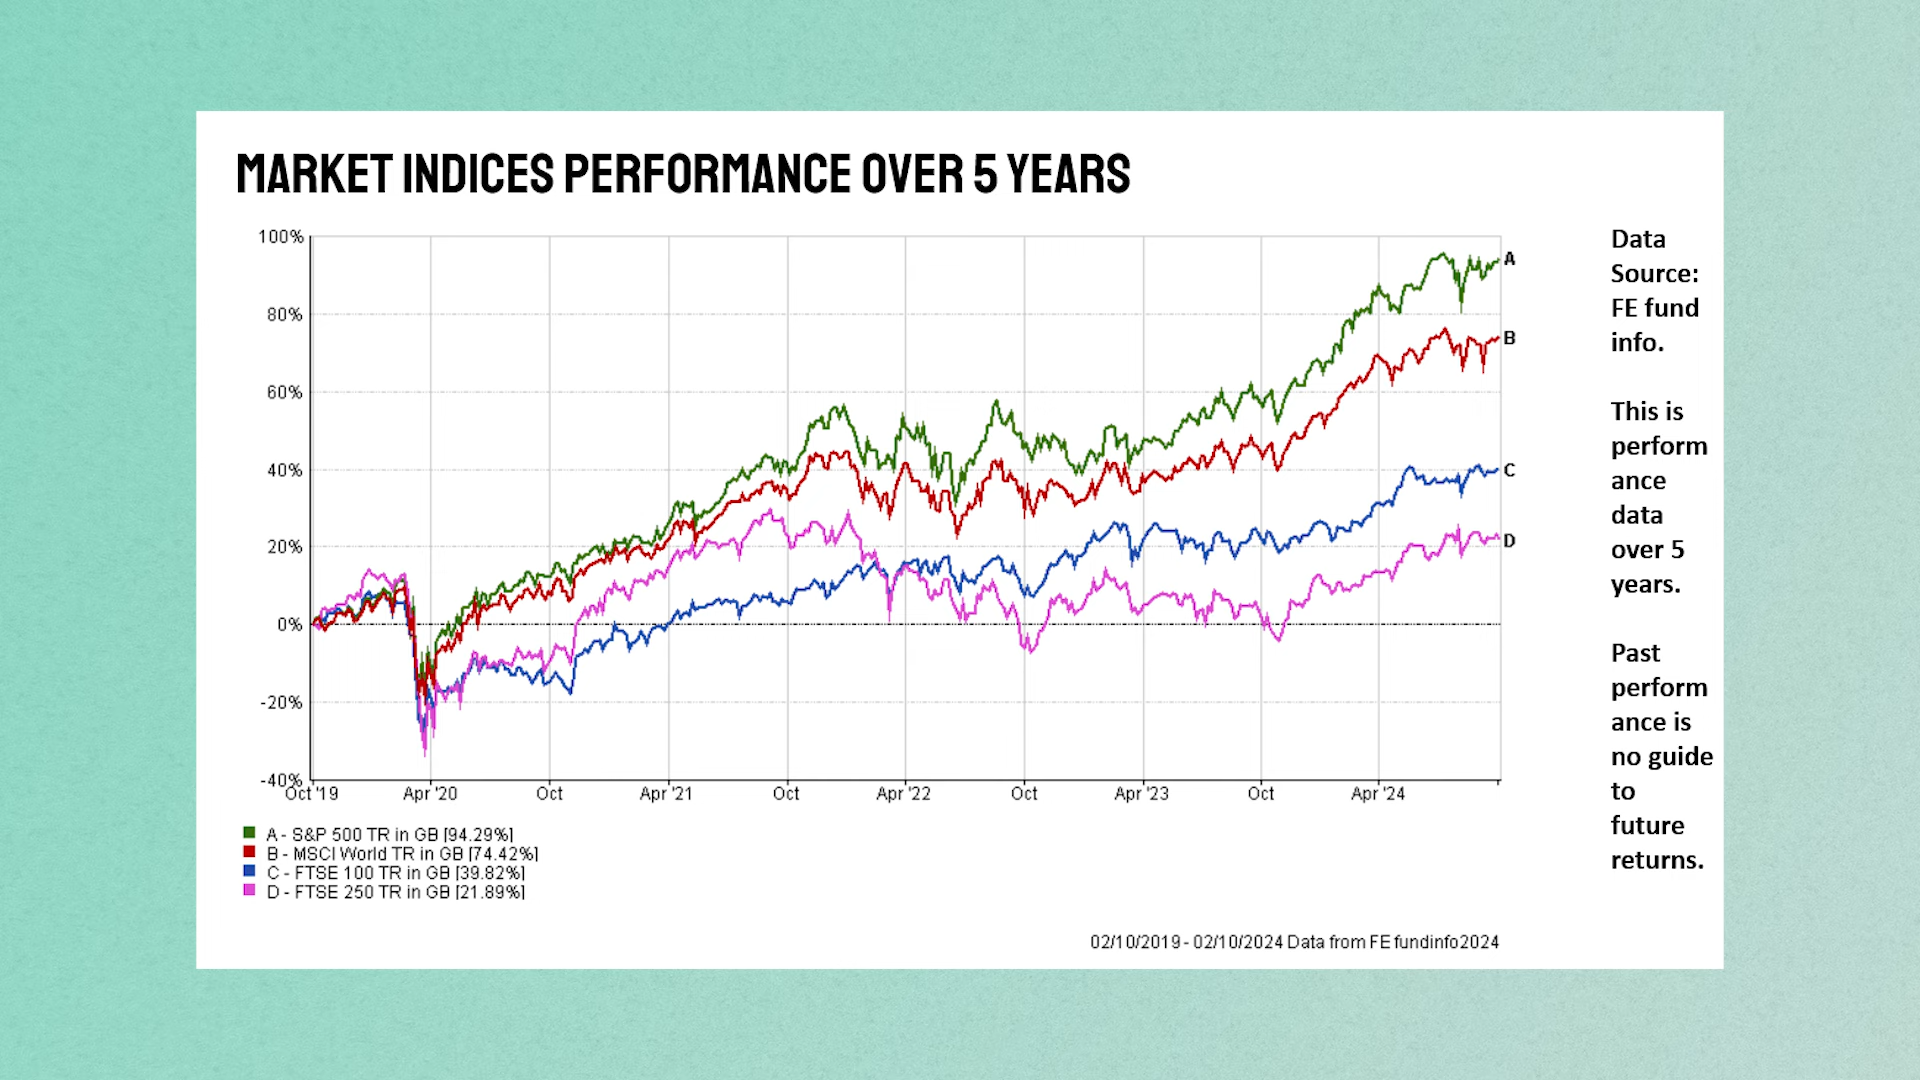 MARKET INDICES PERFORMANCE OVER 5 YEARS
100%
80%
60%
40%
20%
0%
-20%
-40%
Oct '19
Apr '20
Oct
Apr '21
Oct
Apr '22
Oct
Apr '23
Oct
Apr '24
A
B
C
D
A - S&P 500 TR in GB [94.29%]
B - MSCI World TR in GB [74.42%]
C - FTSE 100 TR in GB [39.82%]
D - FTSE 250 TR in GB [21.89%]
02/10/2019 - 02/10/2024 Data from FE fundinfo2024
Data
Source:
FE fund
info.
This is
perform
ance
data
over 5
years.
Past
perform
ance is
no guide
to
future
returns.